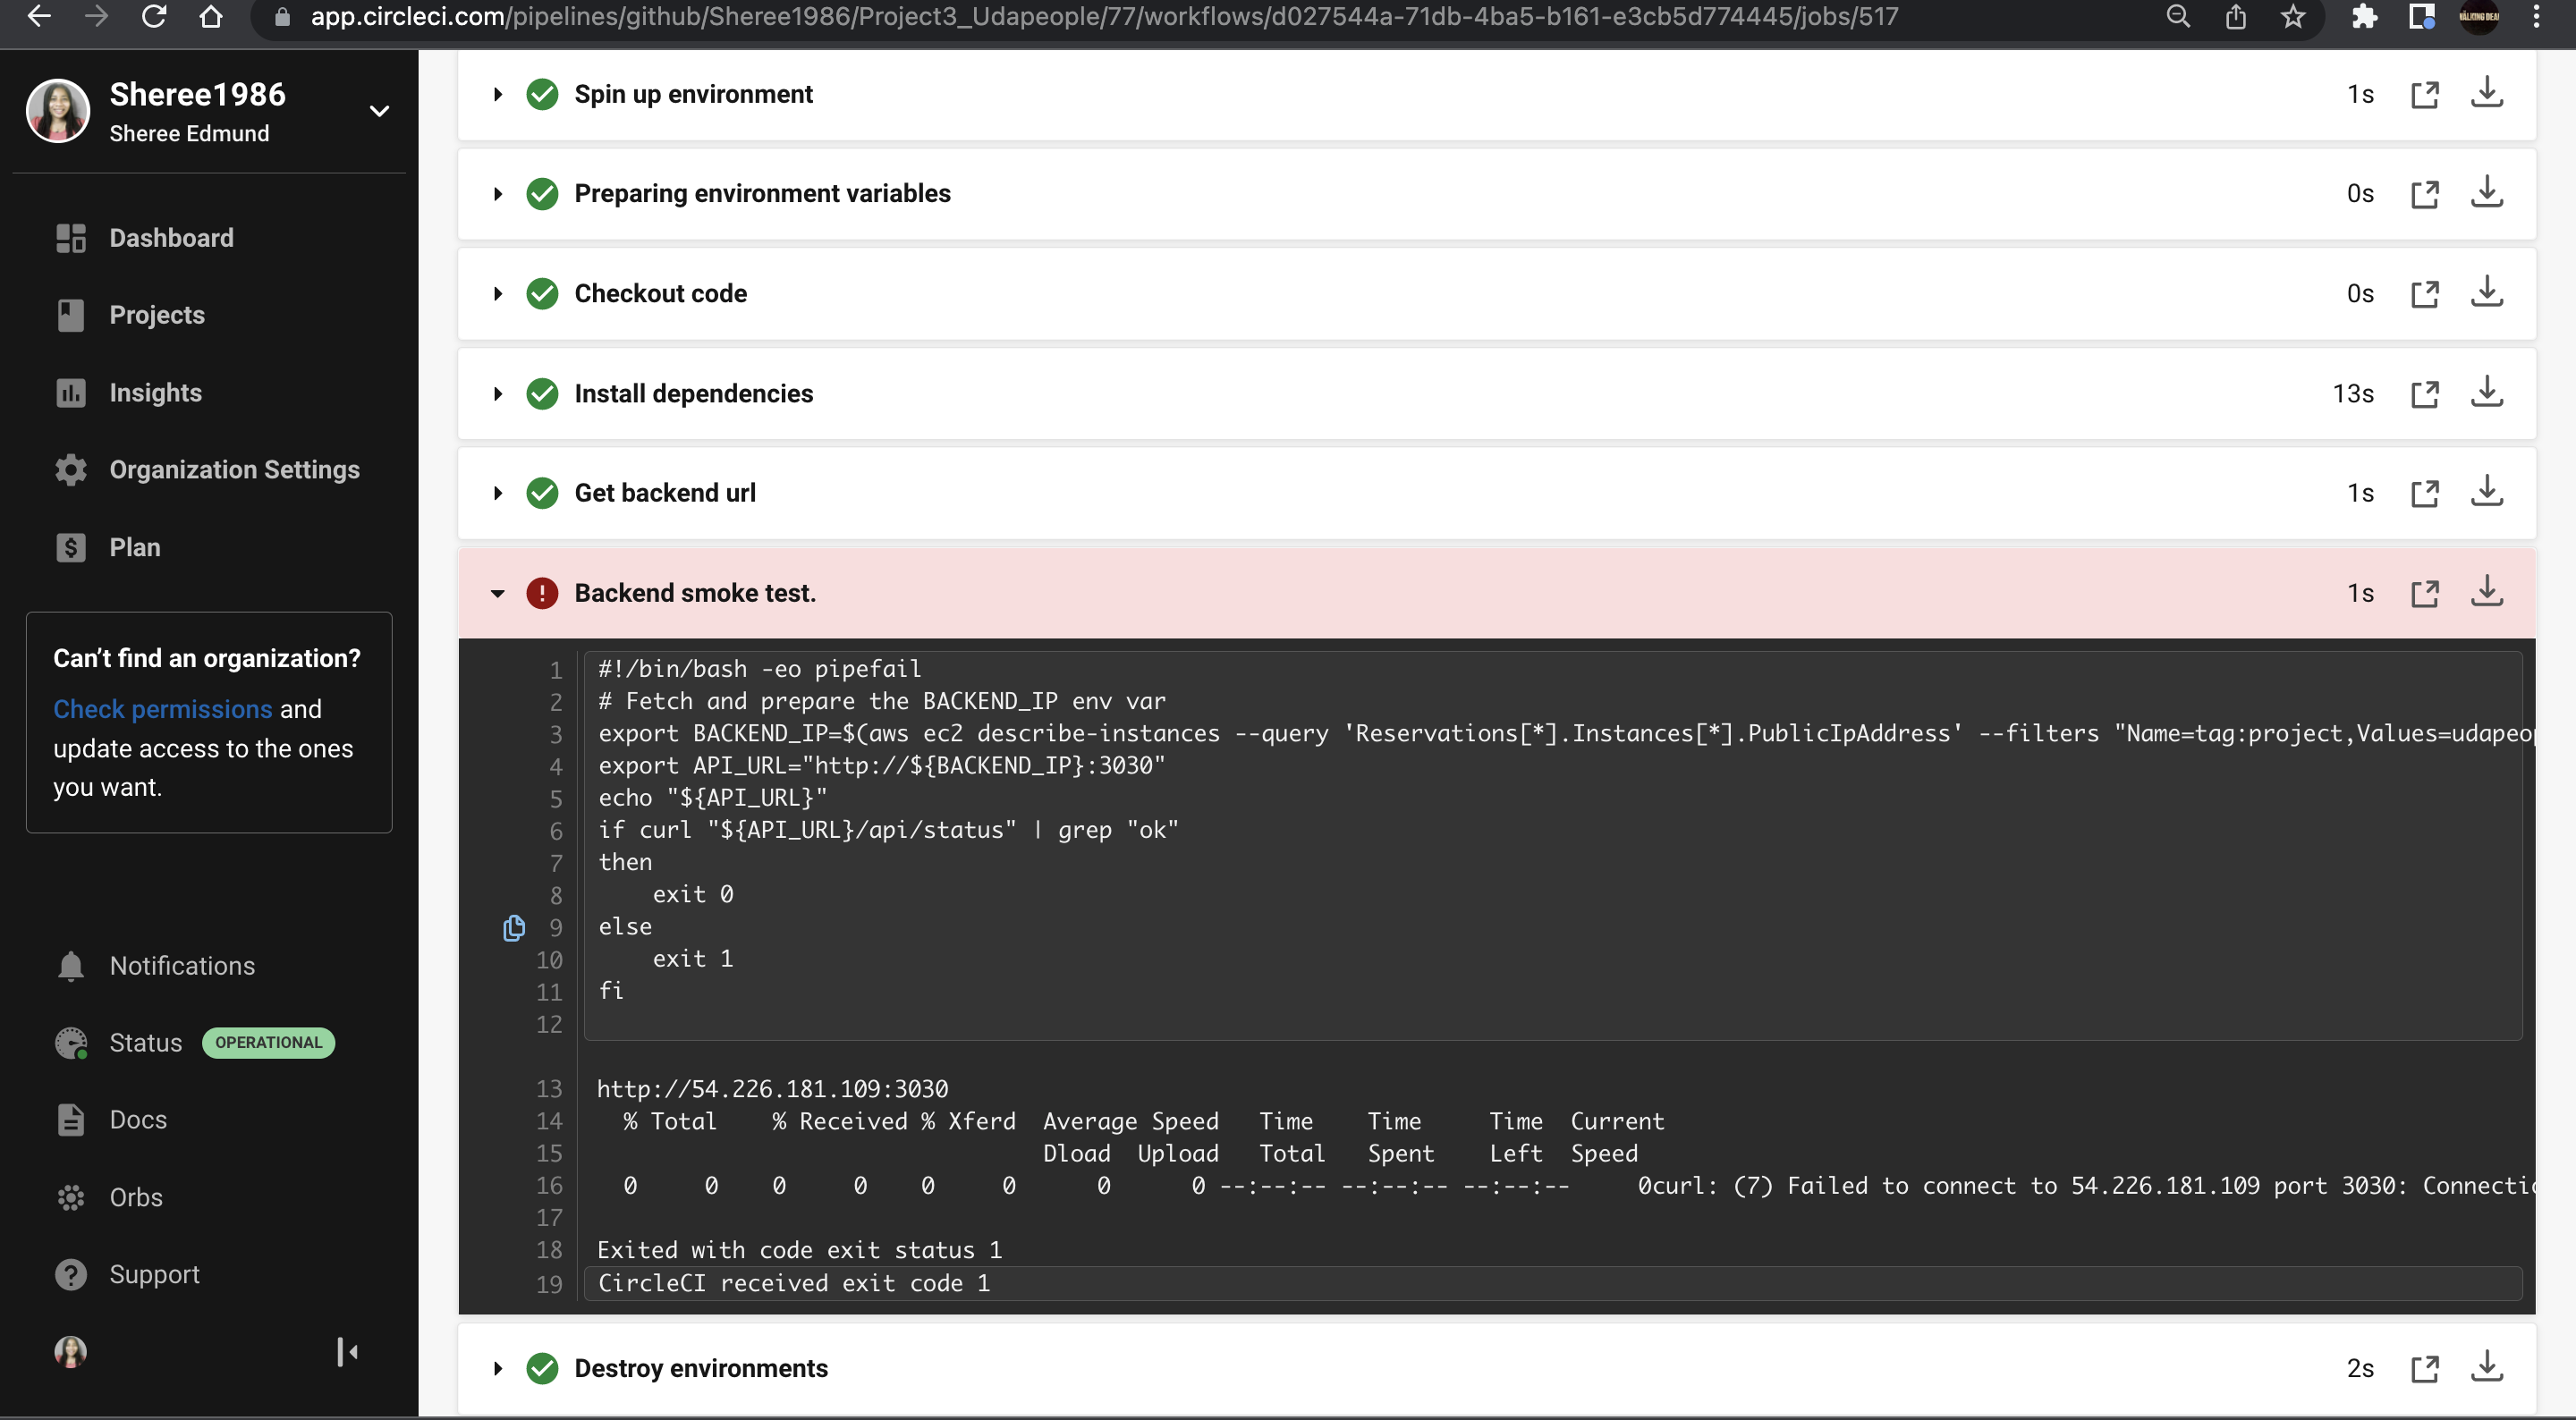 app.circleci.com/pipelines/github/Sheree1986/Project3_Udapeople/77/workflows/d027544a-71db-4ba5-b161-e3cb5d774445/jobs/517
Sheree1986
Sheree Edmund
Dashboard
Projects
Insights
Organization Settings
Plan
Can't find an organization?
Check permissions and
update access to the ones
you want.
Notifications
Status OPERATIONAL
Docs
Orbs
Support
Spin up environment 1s
Preparing environment variables 0s
Checkout code 0s
Install dependencies 13s
Get backend url 1s
Backend smoke test. 1s
1 #!/bin/bash -eo pipefail
2 # Fetch and prepare the BACKEND_IP env var
3 export BACKEND_IP=$(aws ec2 describe-instances --query 'Reservations[*].Instances[*].PublicIpAddress' --filters "Name=tag:project,Values=udapeop
4 export API_URL="http://${BACKEND_IP}:3030"
5 echo "${API_URL}"
6 if curl "${API_URL}/api/status" | grep "ok"
7 then
8 exit 0
9 else
10 exit 1
11 fi
12
13 http://54.226.181.109:3030
14 % Total % Received % Xferd Average Speed Time Time Time Current
15 Dload Upload Total Spent Left Speed
16 0 0 0 0 0 0 0 0 --:--:-- --:--:-- --:--:-- 0curl: (7) Failed to connect to 54.226.181.109 port 3030: Connectio
17
18 Exited with code exit status 1
19 CircleCI received exit code 1
Destroy environments 2s